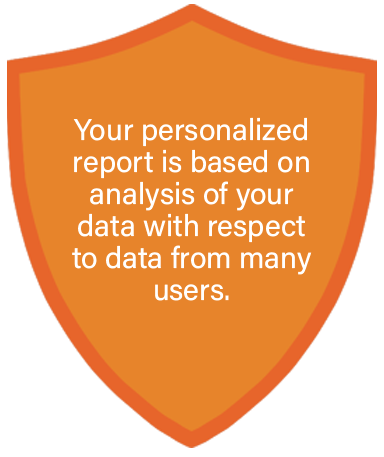 Your personalized
report is based on
analysis of your
data with respect
to data from many
users.